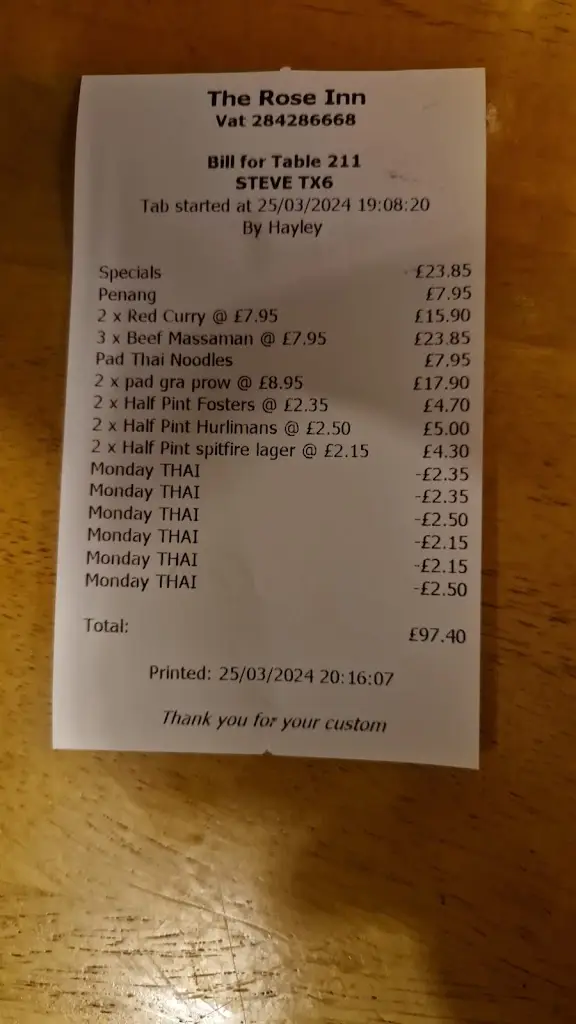 The Rose Inn
Vat 284286668
Bill for Table 211
STEVE TX6
Tab started at 25/03/2024 19:08:20
By Hayley
Specials £23.85
Penang £7.95
2 x Red Curry @ £7.95 £15.90
3 x Beef Massaman @ £7.95 £23.85
Pad Thai Noodles £7.95
2 x pad gra prow @ £8.95 £17.90
2 x Half Pint Fosters @ £2.35 £4.70
2 x Half Pint Hurlimans @ £2.50 £5.00
2 x Half Pint spitfire lager @ £2.15 £4.30
Monday THAI -£2.35
Monday THAI -£2.35
Monday THAI -£2.50
Monday THAI -£2.15
Monday THAI -£2.15
Monday THAI -£2.50
Total: £97.40
Printed: 25/03/2024 20:16:07
Thank you for your custom